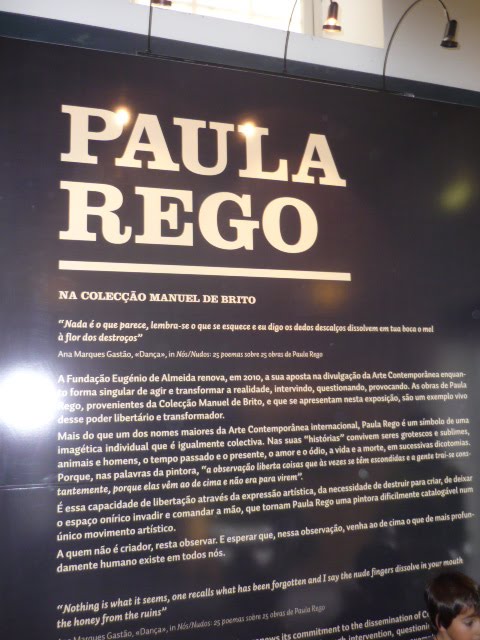 PAULA
REGO
NA COLECÇÃO MANUEL DE BRITO
“Nada é o que parece, lembra-se o que se esquece e eu digo os dedos descalços dissolvem em tua boca o mel
à flor dos destroços”
Ana Marques Gastão, «Dança», in Nós/Nudos: 25 poemas sobre 25 obras de Paula Rego
A Fundação Eugénio de Almeida renova, em 2010, a sua aposta na divulgação da Arte Contemporânea enquan-
to forma singular de agir e transformar a realidade, intervindo, questionando, provocando. As obras de Paula
Rego, provenientes da Colecção Manuel de Brito, e que se apresentam nesta exposição, são um exemplo vivo
desse poder libertário e transformador.
Mais do que um dos nomes maiores da Arte Contemporânea internacional, Paula Rego é um símbolo de uma
imagética individual que é igualmente colectiva. Nas suas “histórias” convivem seres grotescos e sublimes,
animais e homens, o tempo passado e o presente, o amor e o ódio, a vida e a morte, em sucessivas dicotomias.
Porque, nas palavras da pintora, “a observação liberta coisas que às vezes se têm escondidas e a gente trai-se cons-
tantemente, porque elas vêm ao de cima e não era para virem”.
É essa capacidade de libertação através da expressão artística, da necessidade de destruir para criar, de deixar
o espaço onírico invadir e comandar a mão, que tornam Paula Rego uma pintora dificilmente catalogável num
único movimento artístico.
A quem não é criador, resta observar. E esperar que, nessa observação, venha ao de cima o que de mais profun-
damente humano existe em todos nós.
“Nothing is what it seems, one recalls what has been forgotten and I say the nude fingers dissolve in your mouth
the honey from the ruins”
Ana Marques Gastão, «Dança», in Nós/Nudos: 25 poemas sobre 25 obras de Paula Rego
its commitment to the dissemination of
intervention,